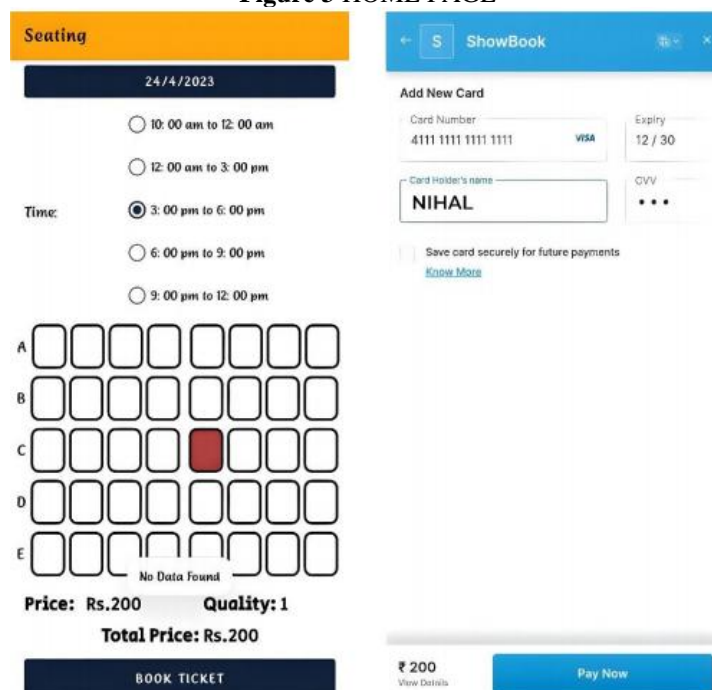 Figure 3 HOME PAGE
Seating
24/4/2023
10: 00 am to 12: 00 am
12: 00 am to 3: 00 pm
Time:
3: 00 pm to 6: 00 pm
6: 00 pm to 9: 00 pm
9: 00 pm to 12: 00 pm
A
B
C
D
E
No Data Found
Price: Rs.200 Quality: 1
Total Price: Rs.200
BOOK TICKET
← S ShowBook ×
Add New Card
Card Number Expiry
4111 1111 1111 1111 VISA 12 / 30
Card Holder's name CVV
NIHAL •••
Save card securely for future payments
Know More
₹ 200
View Details
Pay Now